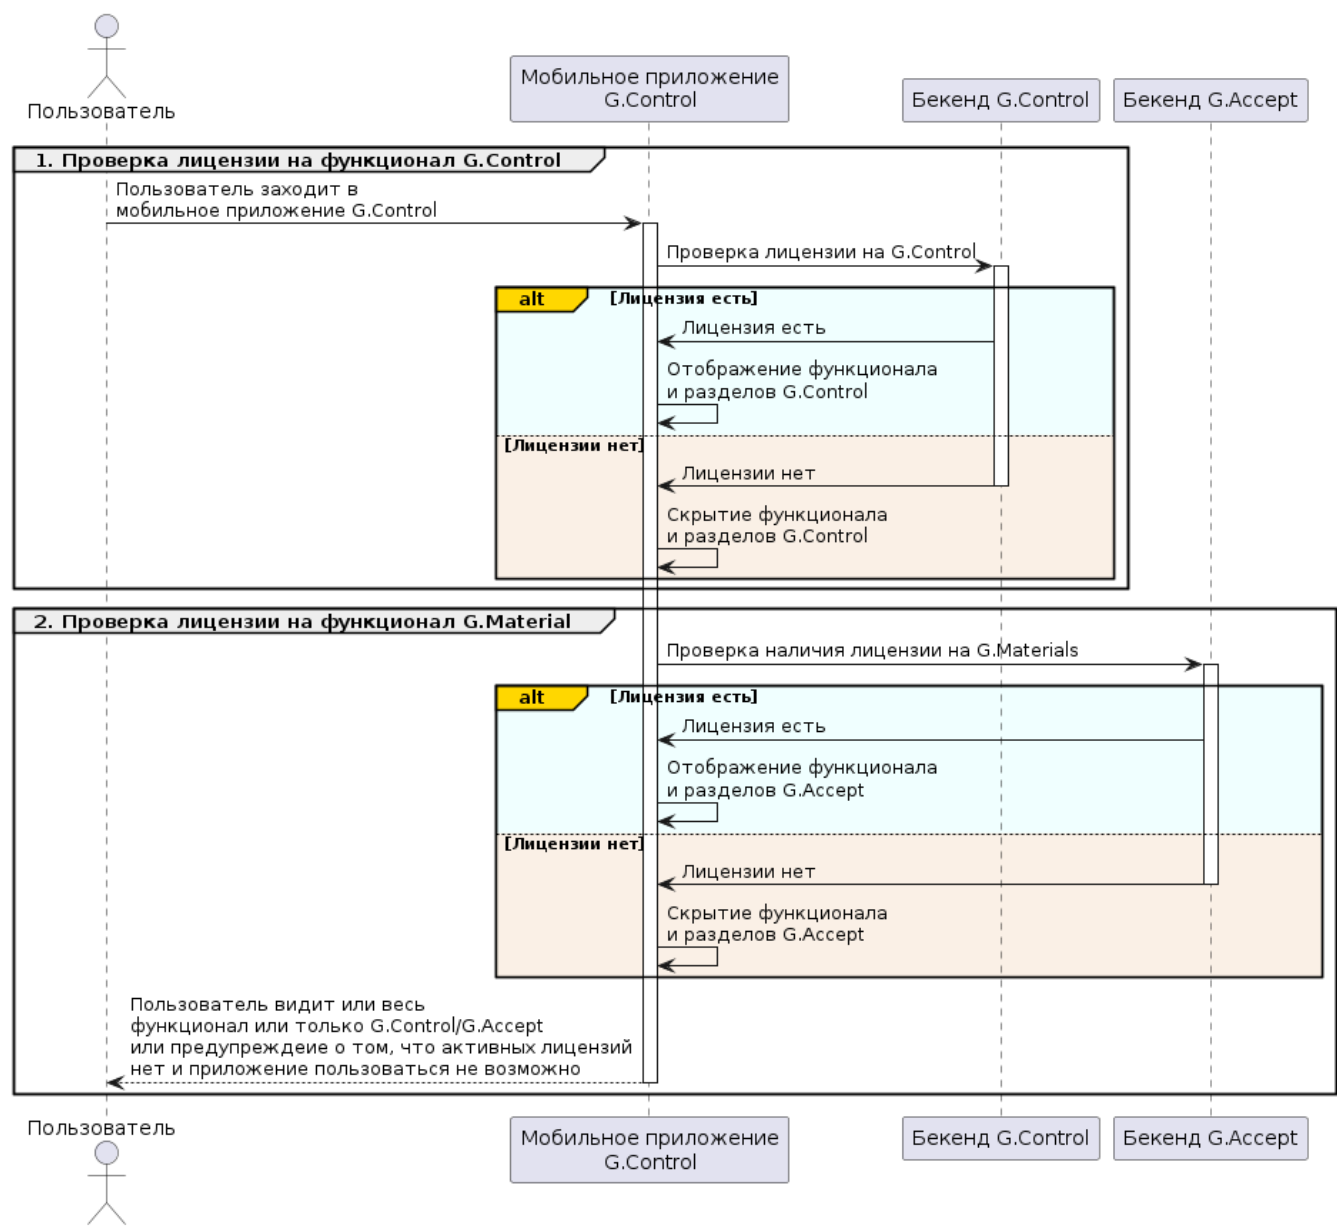 Пользователь
Мобильное приложение
G.Control
Бекенд G.Control
Бекенд G.Accept
1. Проверка лицензии на функционал G.Control
Пользователь заходит в
мобильное приложение G.Control
Проверка лицензии на G.Control
alt
[Лицензия есть]
Лицензия есть
Отображение функционала
и разделов G.Control
[Лицензии нет]
Лицензии нет
Скрытие функционала
и разделов G.Control
2. Проверка лицензии на функционал G.Material
Проверка наличия лицензии на G.Materials
alt
[Лицензия есть]
Лицензия есть
Отображение функционала
и разделов G.Accept
[Лицензии нет]
Лицензии нет
Скрытие функционала
и разделов G.Accept
Пользователь видит или весь
функционал или только G.Control/G.Accept
или предупреждеие о том, что активных лицензий
нет и приложение пользоваться не возможно
Пользователь
Мобильное приложение
G.Control
Бекенд G.Control
Бекенд G.Accept